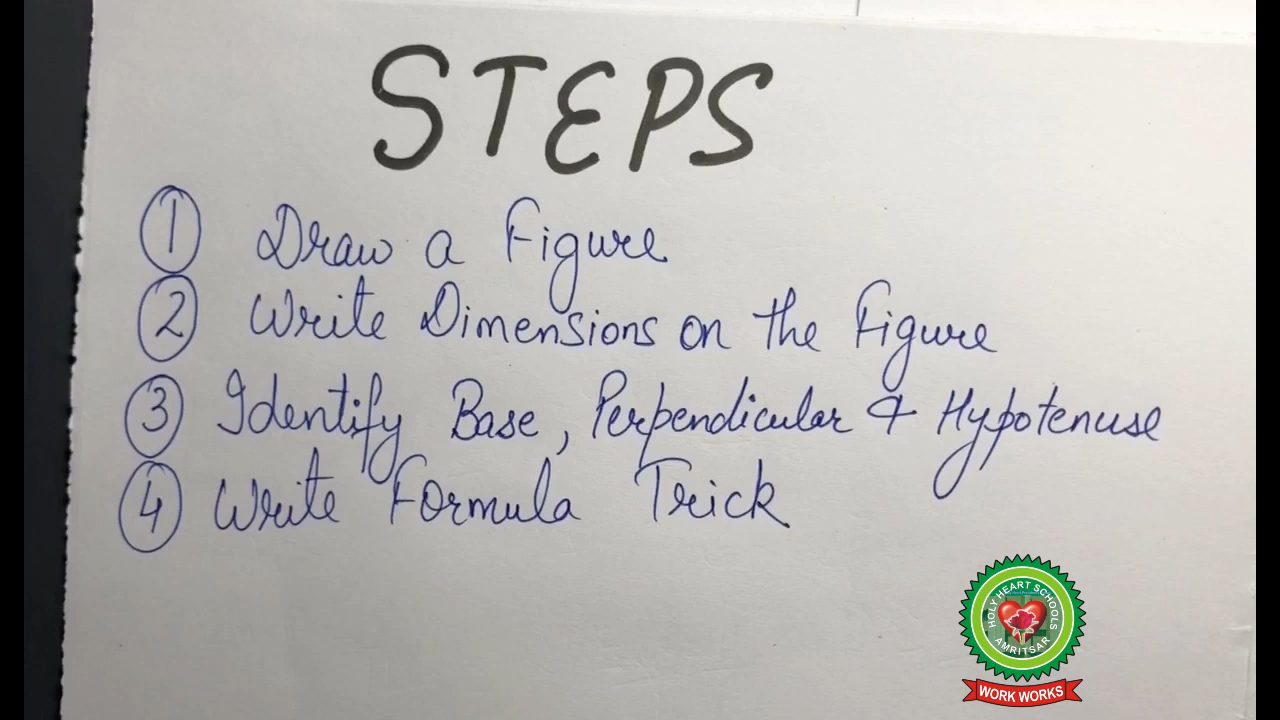 STEPS
1 Draw a Figure
2 Write Dimensions on the Figure
3 Identify Base, Perpendicular & Hypotenuse
4 Write Formula Trick
HOLY HEART SCHOOLS
AMRITSAR
WORK WORKS